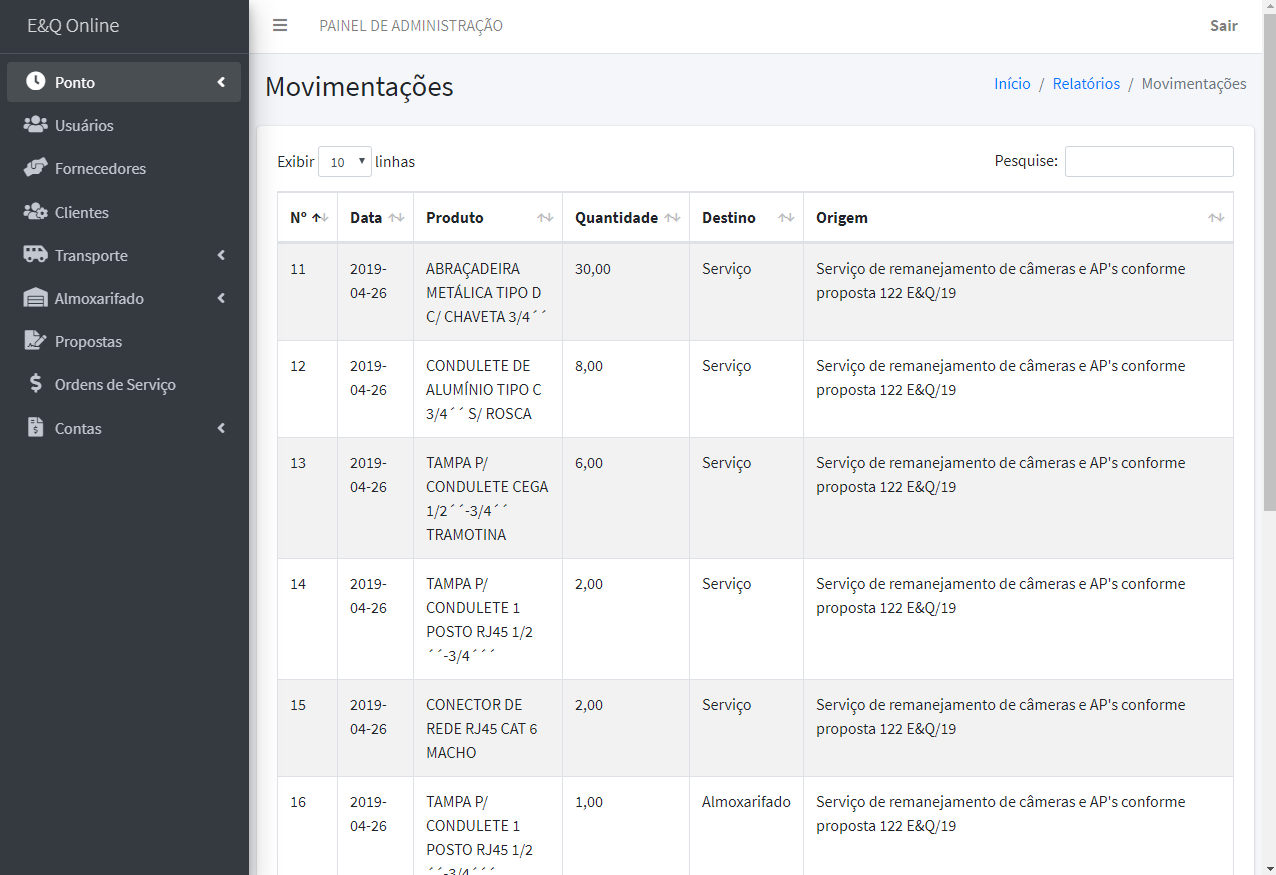 E&Q Online
PAINEL DE ADMINISTRAÇÃO
Sair
Ponto
Usuários
Fornecedores
Clientes
Transporte
Almoxarifado
Propostas
Ordens de Serviço
Contas
Movimentações
Início / Relatórios / Movimentações
Exibir 10 linhas
Pesquise:
Nº Data Produto Quantidade Destino Origem
11 2019- ABRAÇADEIRA 30,00 Serviço Serviço de remanejamento de câmeras e AP's conforme
04-26 METÁLICA TIPO D proposta 122 E&Q/19
C/ CHAVETA 3/4´´
12 2019- CONDULETE DE 8,00 Serviço Serviço de remanejamento de câmeras e AP's conforme
04-26 ALUMÍNIO TIPO C proposta 122 E&Q/19
3/4´´ S/ ROSCA
13 2019- TAMPA P/ 6,00 Serviço Serviço de remanejamento de câmeras e AP's conforme
04-26 CONDULETE CEGA proposta 122 E&Q/19
1/2´´-3/4´´
TRAMOTINA
14 2019- TAMPA P/ 2,00 Serviço Serviço de remanejamento de câmeras e AP's conforme
04-26 CONDULETE 1 proposta 122 E&Q/19
POSTO RJ45 1/2
´´-3/4´´´
15 2019- CONECTOR DE 2,00 Serviço Serviço de remanejamento de câmeras e AP's conforme
04-26 REDE RJ45 CAT 6 proposta 122 E&Q/19
MACHO
16 2019- TAMPA P/ 1,00 Almoxarifado Serviço de remanejamento de câmeras e AP's conforme
04-26 CONDULETE 1 proposta 122 E&Q/19
POSTO RJ45 1/2
´´-3/4´´´